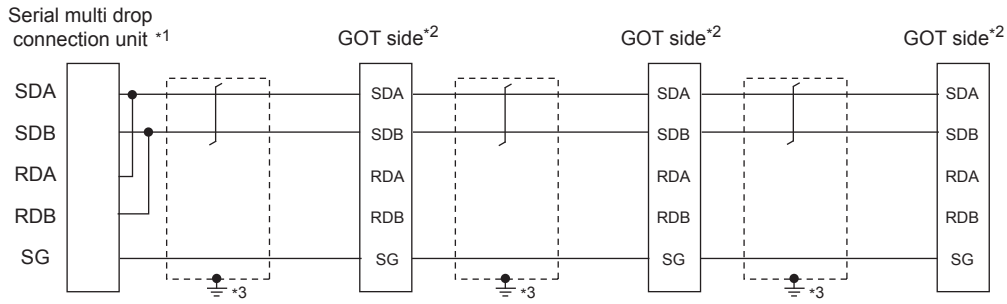 Serial multi drop
connection unit *1
GOT side*2
GOT side*2
GOT side*2
SDA
SDB
RDA
RDB
SG
SDA
SDB
RDA
RDB
SG
SDA
SDB
RDA
RDB
SG
SDA
SDB
RDA
RDB
SG
*3
*3
*3